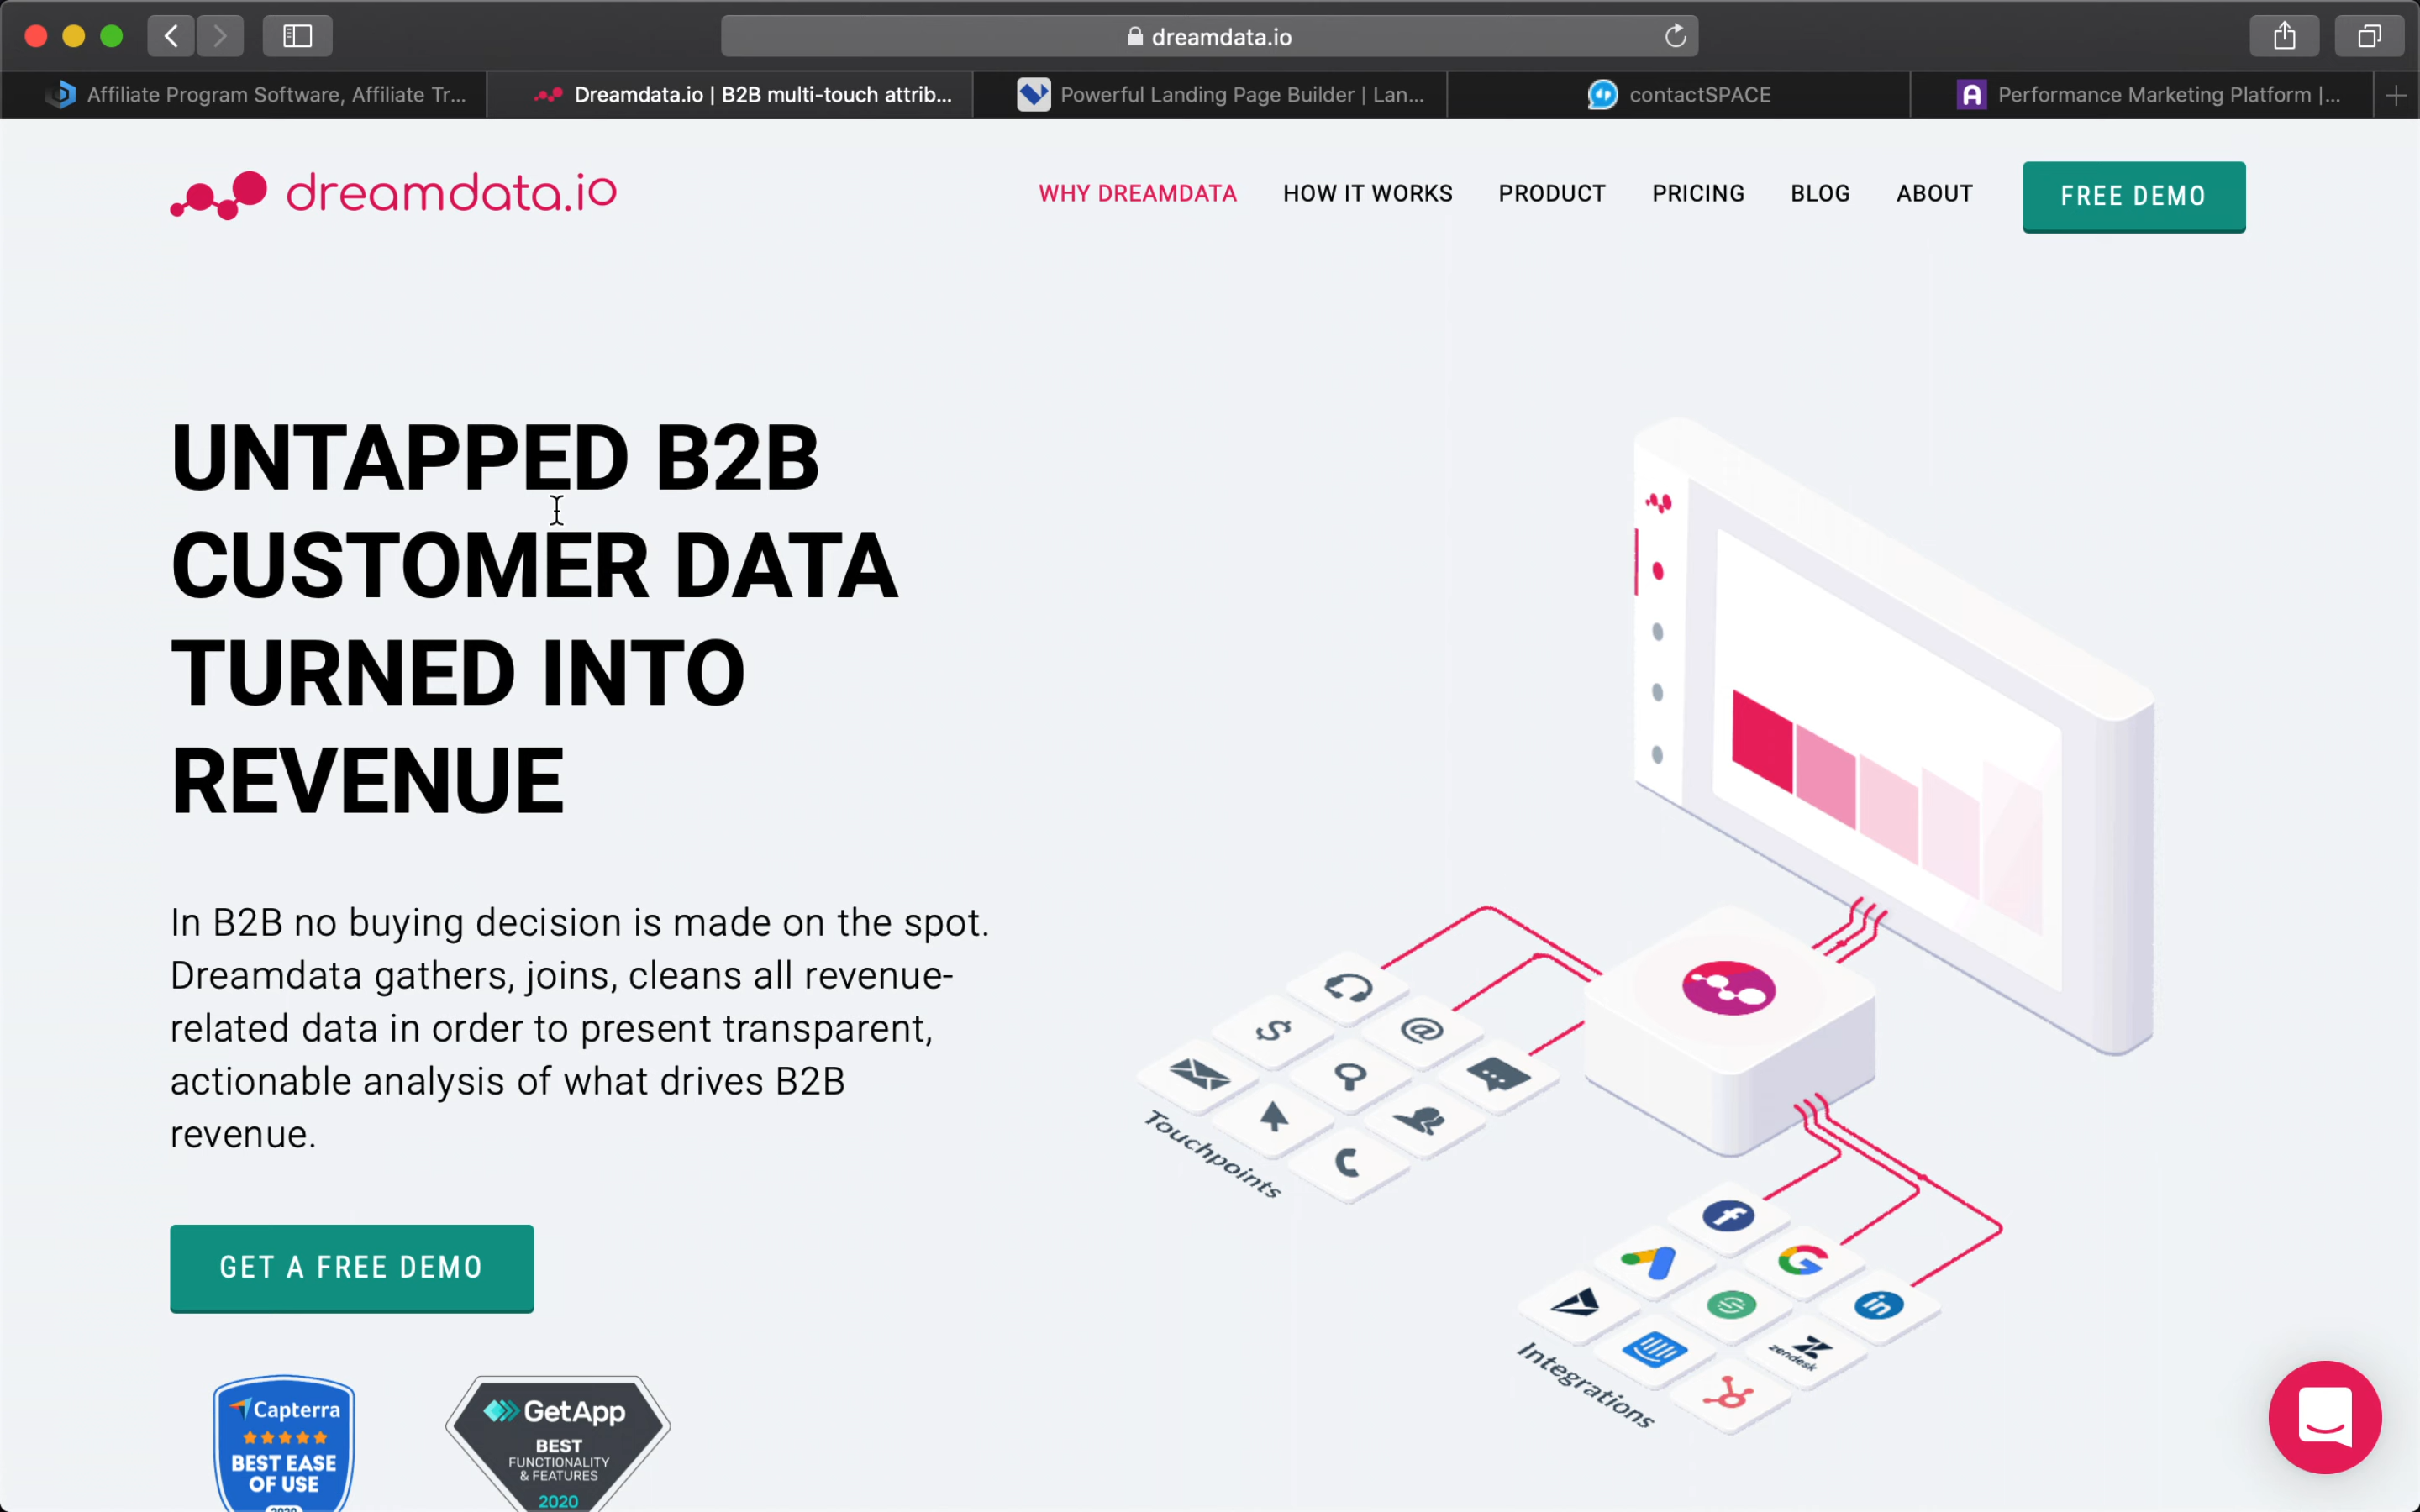 dreamdata.io
Affiliate Program Software, Affiliate Tr...
Dreamdata.io | B2B multi-touch attrib...
Powerful Landing Page Builder | Lan...
contactSPACE
A Performance Marketing Platform |...
dreamdata.io
WHY DREAMDATA
HOW IT WORKS
PRODUCT
PRICING
BLOG
ABOUT
FREE DEMO
UNTAPPED B2B
CUSTOMER DATA
TURNED INTO
REVENUE
In B2B no buying decision is made on the spot.
Dreamdata gathers, joins, cleans all revenue-
related data in order to present transparent,
actionable analysis of what drives B2B
revenue.
GET A FREE DEMO
Touchpoints
Integrations
zendesk
Capterra
BEST EASE
OF USE
2020
GetApp
BEST
FUNCTIONALITY
& FEATURES
2020